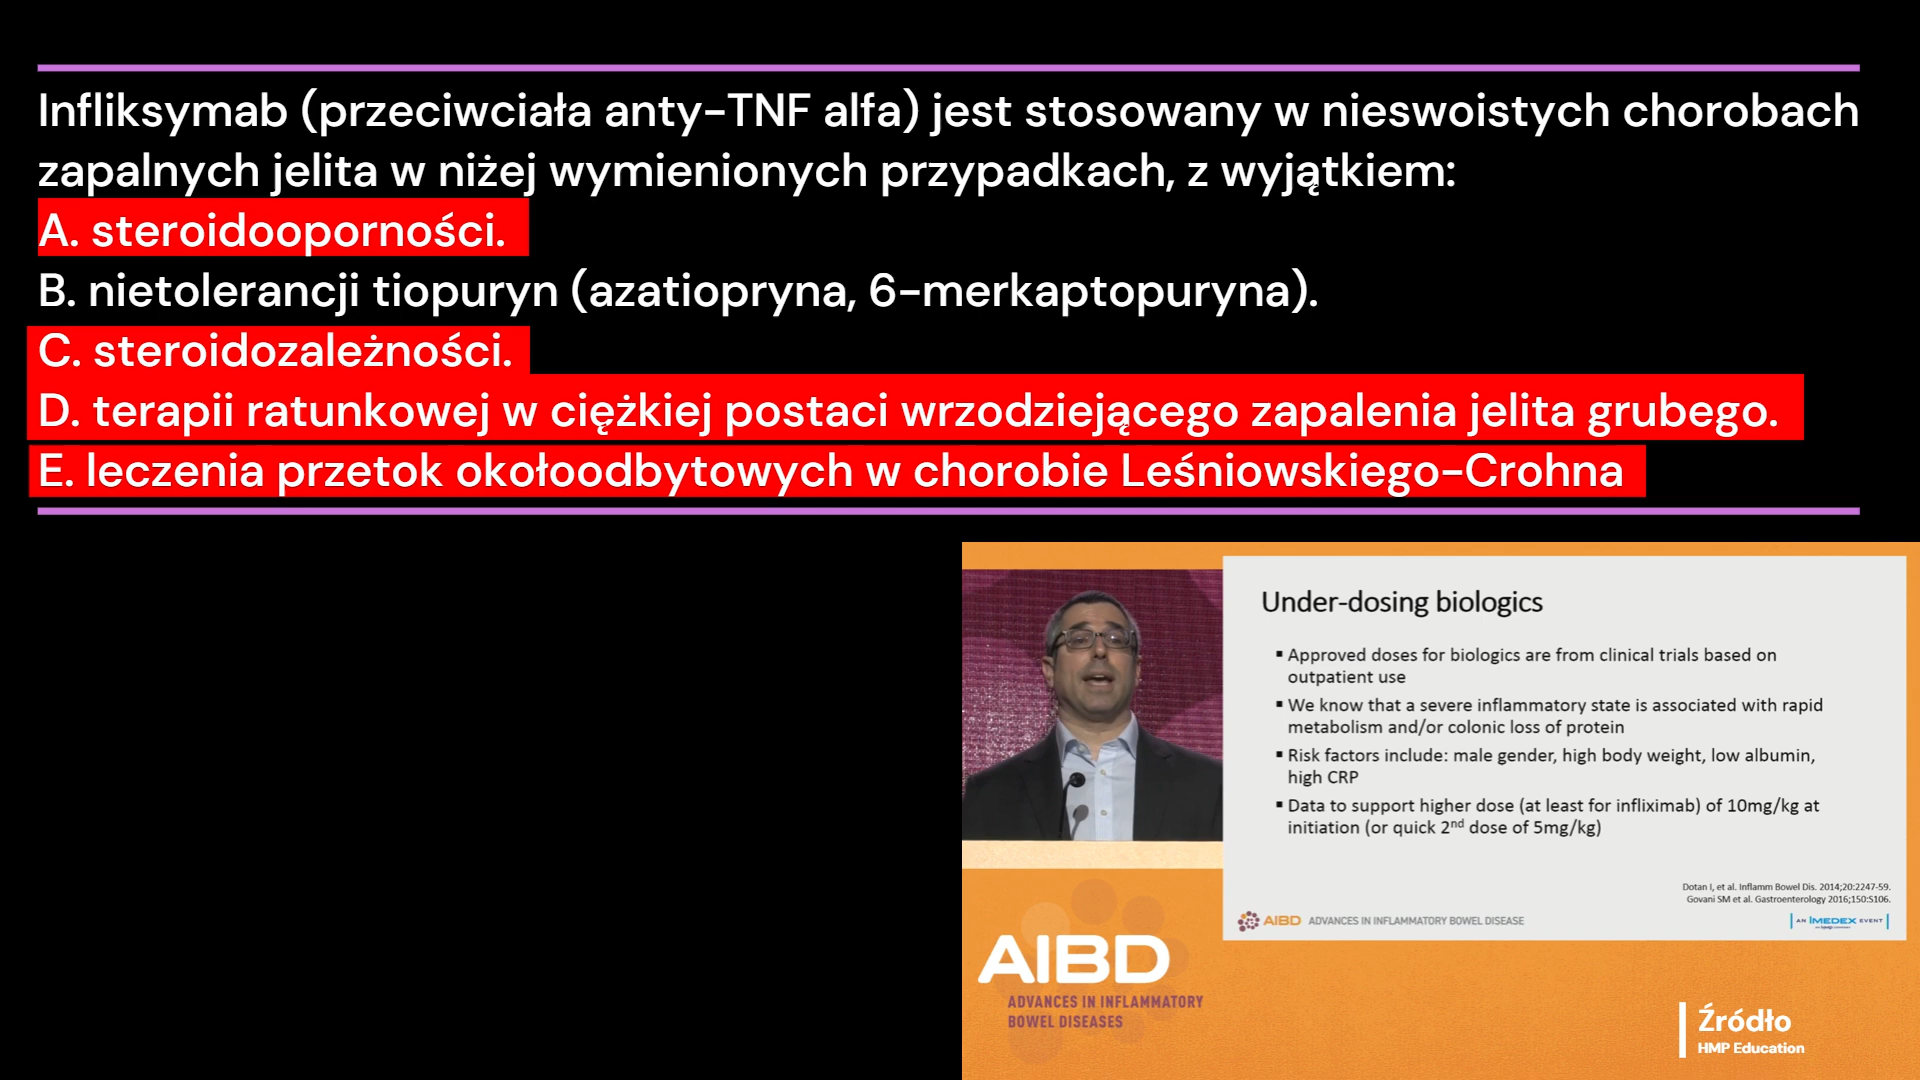 Infliksymab (przeciwciała anty-TNF alfa) jest stosowany w nieswoistych chorobach
zapalnych jelita w niżej wymienionych przypadkach, z wyjątkiem:
A. steroidooporności.
B. nietolerancji tiopuryn (azatiopryna, 6-merkaptopuryna).
C. steroidozależności.
D. terapii ratunkowej w ciężkiej postaci wrzodziejącego zapalenia jelita grubego.
E. leczenia przetok okołoodbytowych w chorobie Leśniowskiego-Crohna
Under-dosing biologics
▪ Approved doses for biologics are from clinical trials based on
outpatient use
▪ We know that a severe inflammatory state is associated with rapid
metabolism and/or colonic loss of protein
▪ Risk factors include: male gender, high body weight, low albumin,
high CRP
▪ Data to support higher dose (at least for infliximab) of 10mg/kg at
initiation (or quick 2nd dose of 5mg/kg)
Dotan I, et al. Inflamm Bowel Dis. 2014;20:2247-59.
Govani SM et al. Gastroenterology 2016;150:S106.
AIBD ADVANCES IN INFLAMMATORY BOWEL DISEASE
AN IMEDEX EVENT
AIBD
ADVANCES IN INFLAMMATORY
BOWEL DISEASES
Źródło
HMP Education